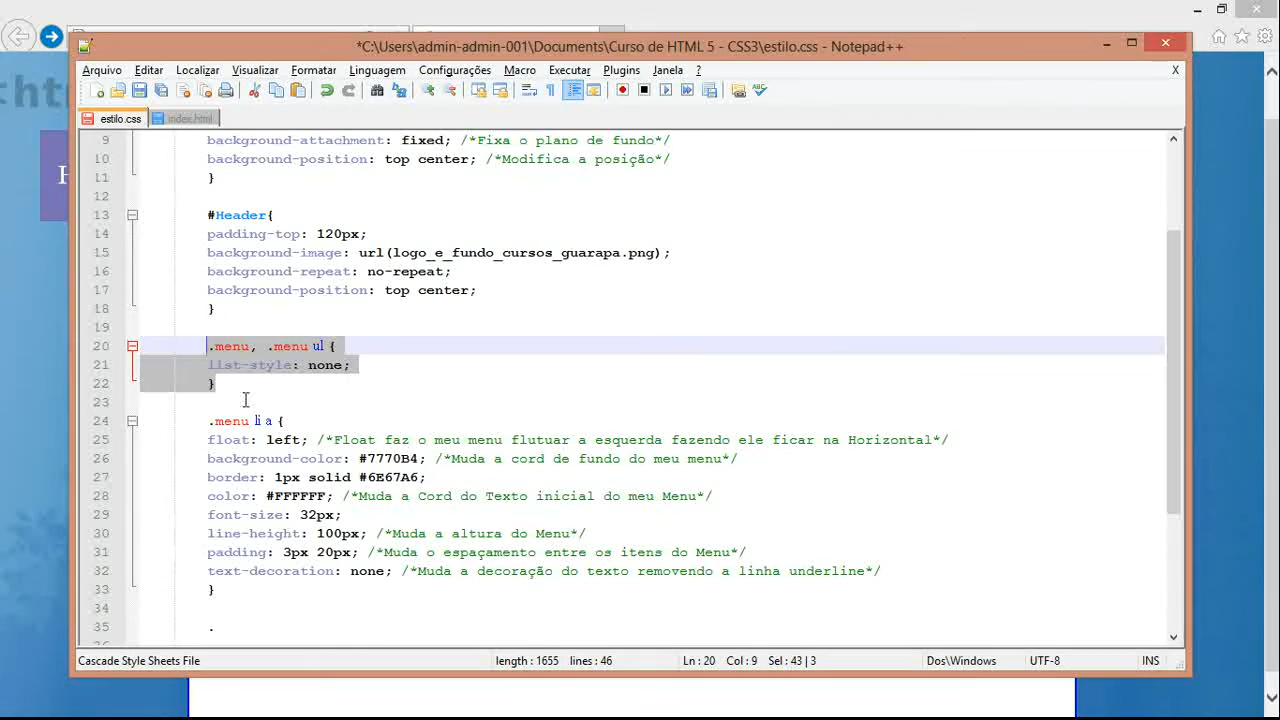 *C:\Users\admin-admin-001\Documents\Curso de HTML 5 - CSS3\estilo.css - Notepad++
Arquivo Editar Localizar Visualizar Formatar Linguagem Configurações Macro Executar Plugins Janela ? X
estilo.css index.html
9 background-attachment: fixed; /*Fixa o plano de fundo*/
10 background-position: top center; /*Modifica a posição*/
11 }
12
13 #Header{
14 padding-top: 120px;
15 background-image: url(logo_e_fundo_cursos_guarapa.png);
16 background-repeat: no-repeat;
17 background-position: top center;
18 }
19
20 .menu, .menu ul {
21 list-style: none;
22 }
23
24 .menu li a {
25 float: left; /*Float faz o meu menu flutuar a esquerda fazendo ele ficar na Horizontal*/
26 background-color: #7770B4; /*Muda a cord de fundo do meu menu*/
27 border: 1px solid #6E67A6;
28 color: #FFFFFF; /*Muda a Cord do Texto inicial do meu Menu*/
29 font-size: 32px;
30 line-height: 100px; /*Muda a altura do Menu*/
31 padding: 3px 20px; /*Muda o espaçamento entre os itens do Menu*/
32 text-decoration: none; /*Muda a decoração do texto removendo a linha underline*/
33 }
34
35 .
Cascade Style Sheets File length : 1655 lines : 46 Ln : 20 Col : 9 Sel : 43 | 3 Dos\Windows UTF-8 INS
<ht
H